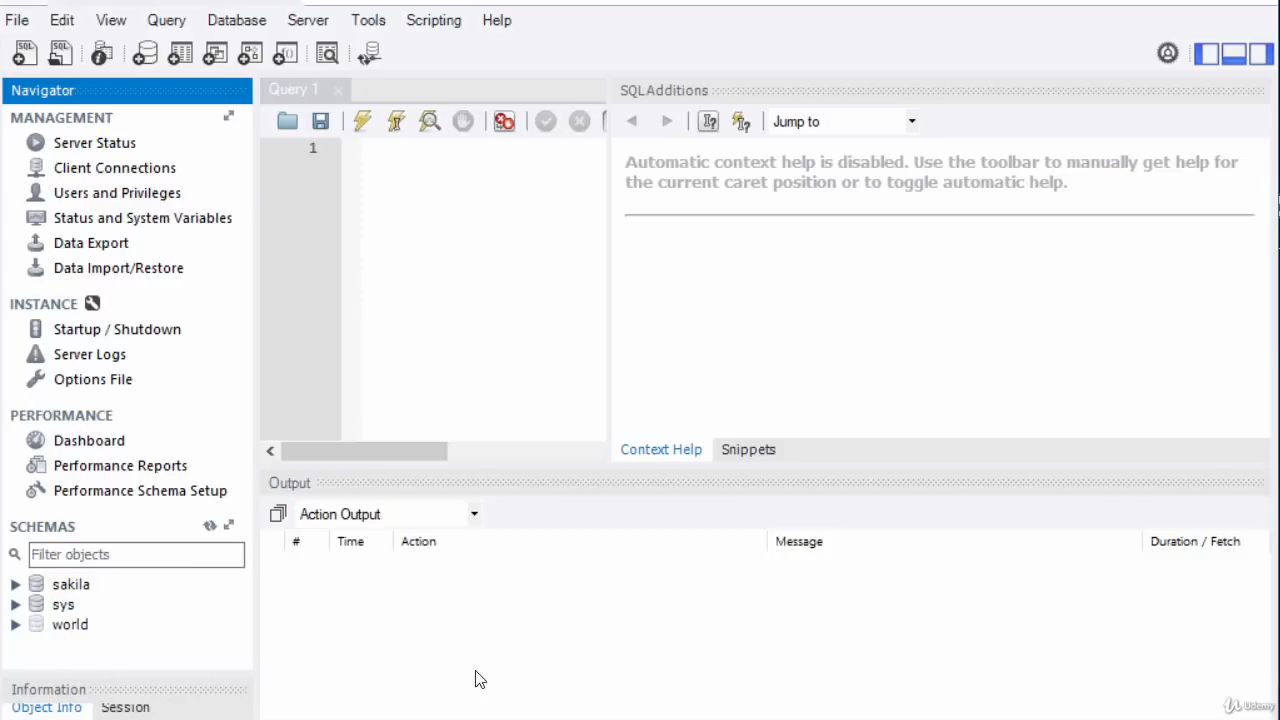 File Edit View Query Database Server Tools Scripting Help
Navigator
MANAGEMENT
Server Status
Client Connections
Users and Privileges
Status and System Variables
Data Export
Data Import/Restore
INSTANCE
Startup / Shutdown
Server Logs
Options File
PERFORMANCE
Dashboard
Performance Reports
Performance Schema Setup
SCHEMAS
Filter objects
sakila
sys
world
Information
Object Info Session
Query 1
1
SQLAdditions
Jump to
Automatic context help is disabled. Use the toolbar to manually get help for
the current caret position or to toggle automatic help.
Context Help Snippets
Output
Action Output
# Time Action Message Duration / Fetch
Udemy